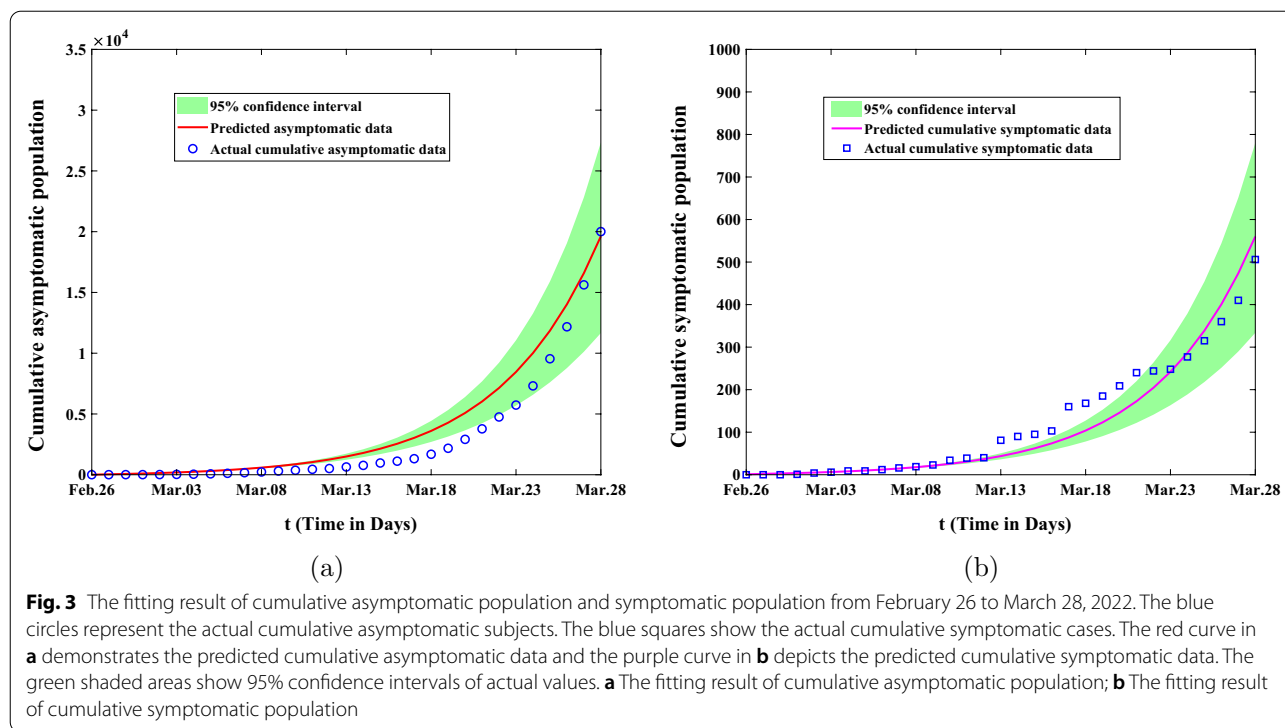 ×10⁴
3.5
3
2.5
2
1.5
1
0.5
0
Cumulative asymptomatic population
95% confidence interval
Predicted asymptomatic data
Actual cumulative asymptomatic data
Feb.26 Mar.03 Mar.08 Mar.13 Mar.18 Mar.23 Mar.28
t (Time in Days)
(a)
1000
900
800
700
600
500
400
300
200
100
0
Cumulative symptomatic population
95% confidence interval
Predicted cumulative symptomatic data
Actual cumulative symptomatic data
Feb.26 Mar.03 Mar.08 Mar.13 Mar.18 Mar.23 Mar.28
t (Time in Days)
(b)
Fig. 3 The fitting result of cumulative asymptomatic population and symptomatic population from February 26 to March 28, 2022. The blue
circles represent the actual cumulative asymptomatic subjects. The blue squares show the actual cumulative symptomatic cases. The red curve in
a demonstrates the predicted cumulative asymptomatic data and the purple curve in b depicts the predicted cumulative symptomatic data. The
green shaded areas show 95% confidence intervals of actual values. a The fitting result of cumulative asymptomatic population; b The fitting result
of cumulative symptomatic population